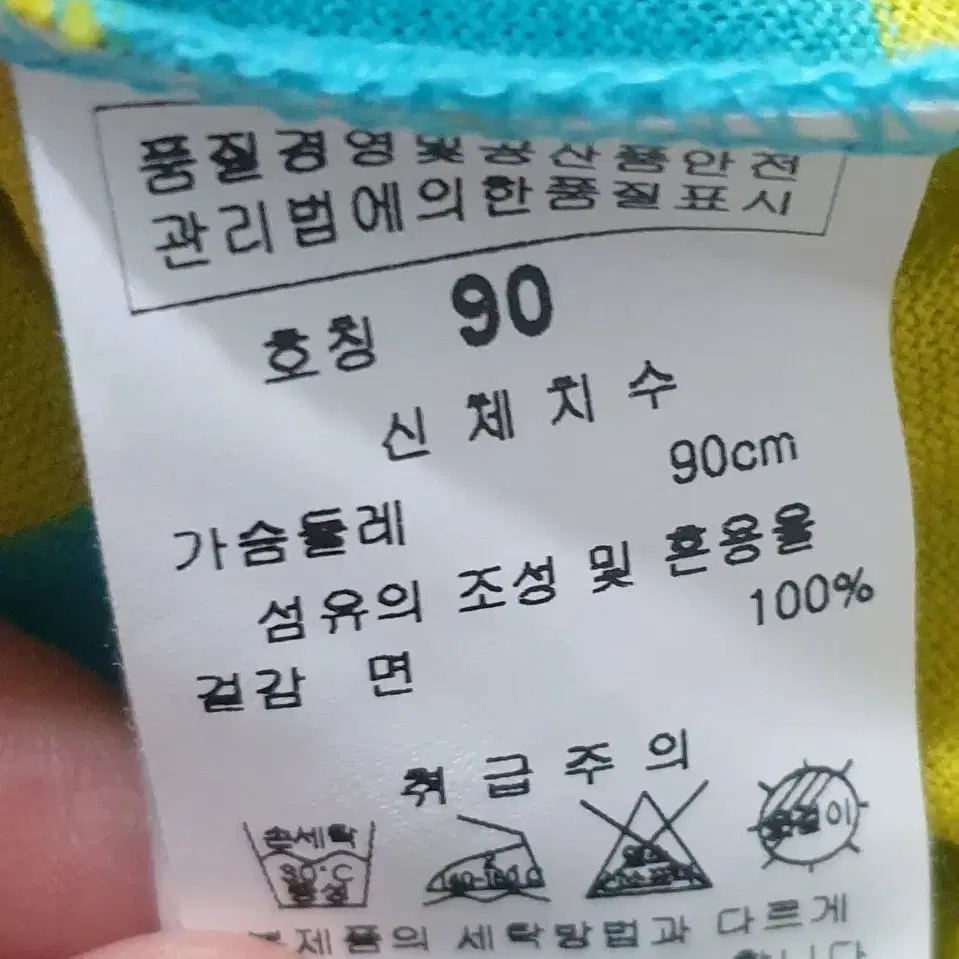 품질경영및공산품안전
관리법에의한품질표시
호칭 90
신체치수
90cm
가슴둘레
섬유의 조성 및 혼용율
100%
겉감 면
취급주의
손세탁
30°C
중성
제품의 세탁방법과 다르게